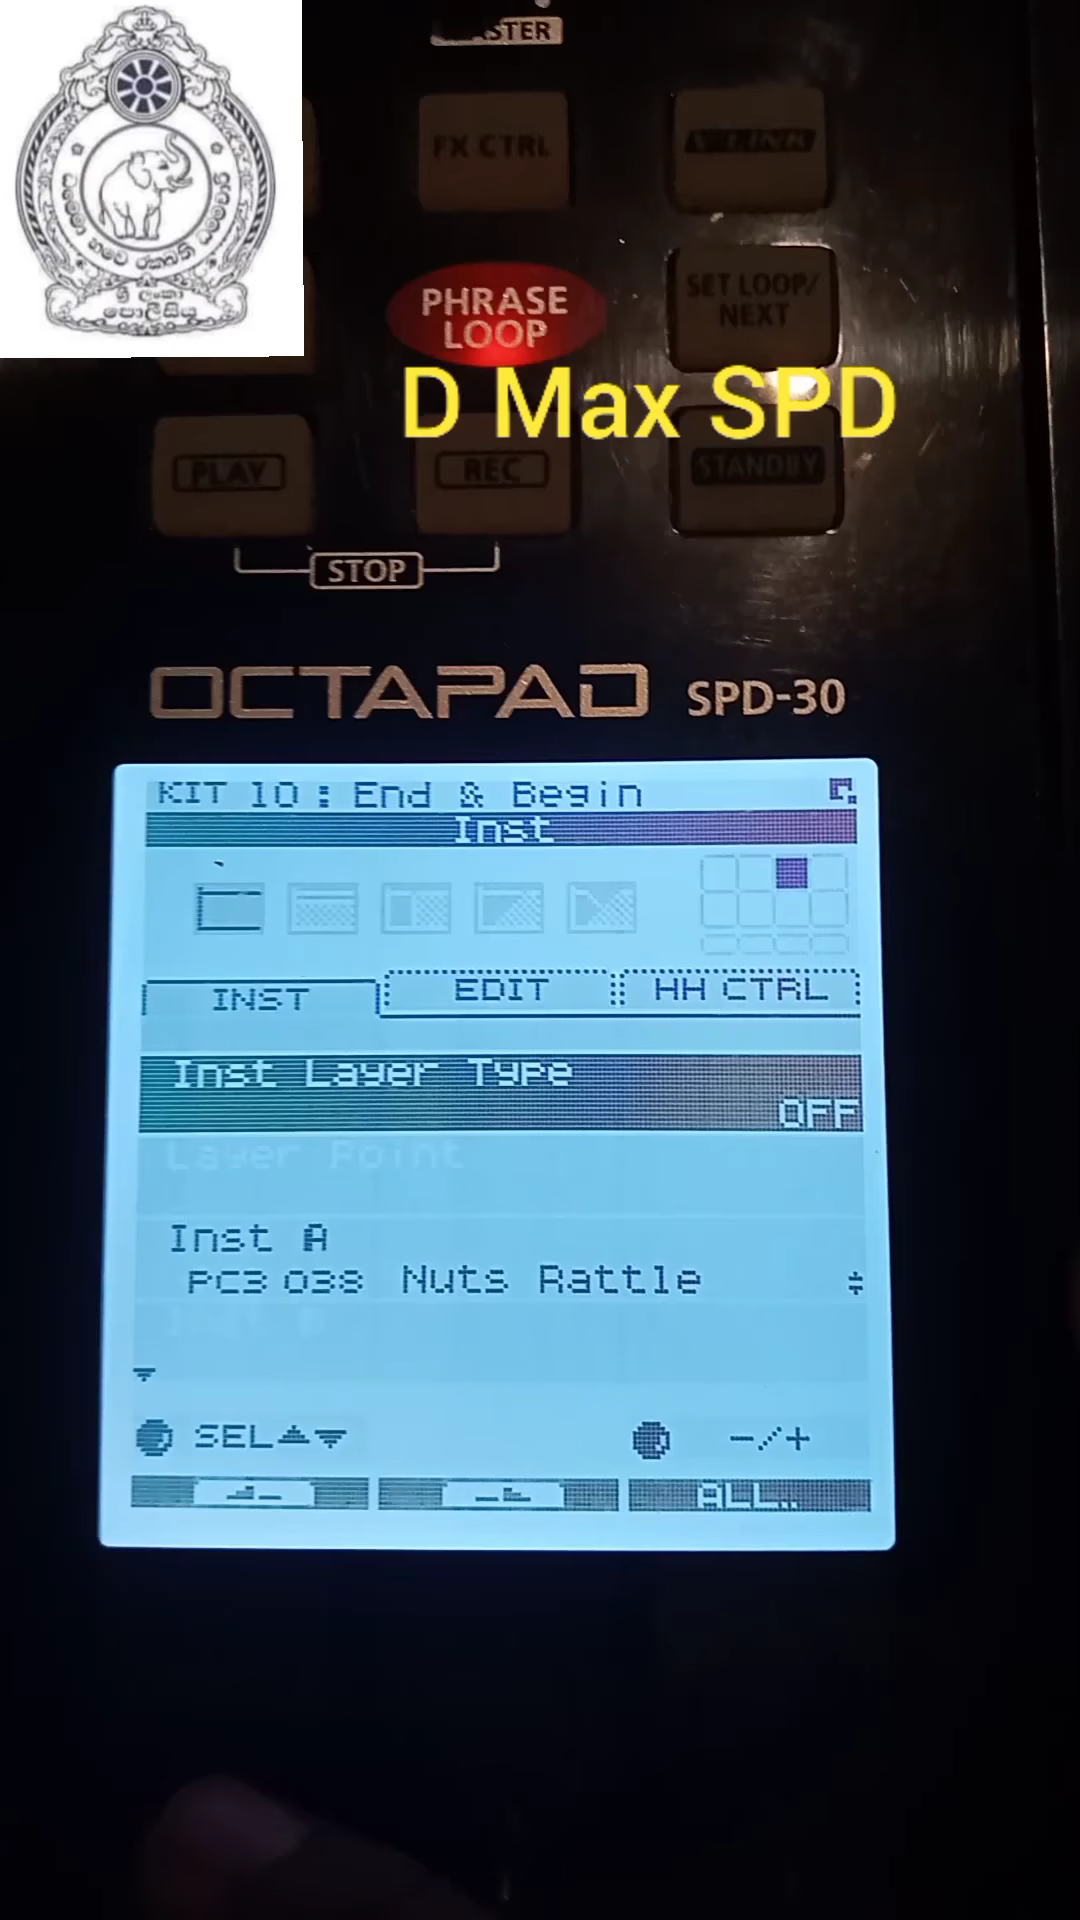 FX CTRL
V-LINK
PHRASE
LOOP
SET LOOP/
NEXT
D Max SPD
PLAY
REC
STANDBY
STOP
OCTAPAD SPD-30
KIT 10 : End & Begin
Inst
INST
EDIT
HH CTRL
Inst Layer Type
OFF
Layer Point
Inst A
PC3 038 Nuts Rattle
SEL▲▼
-/+
ALL..
ශ්‍රී ලංකා
පොලීසිය